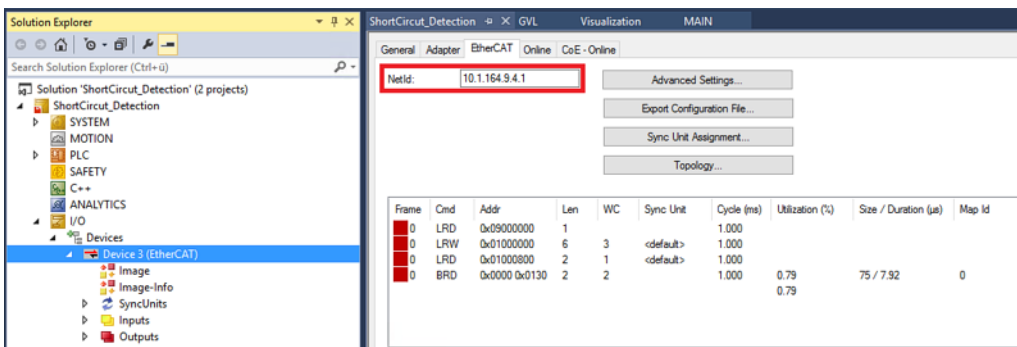 Solution Explorer
Search Solution Explorer (Ctrl+ü)
Solution 'ShortCircut_Detection' (2 projects)
ShortCircut_Detection
SYSTEM
MOTION
PLC
SAFETY
C++
ANALYTICS
I/O
Devices
Device 3 (EtherCAT)
Image
Image-Info
SyncUnits
Inputs
Outputs
ShortCircut_Detection GVL Visualization MAIN
General Adapter EtherCAT Online CoE - Online
NetId: 10.1.164.9.4.1
Advanced Settings...
Export Configuration File...
Sync Unit Assignment...
Topology...
Frame Cmd Addr Len WC Sync Unit Cycle (ms) Utilization (%) Size / Duration (µs) Map Id
0 LRD 0x09000000 1 1.000
0 LRW 0x01000000 6 3 <default> 1.000
0 LRD 0x01000800 2 1 <default> 1.000
0 BRD 0x0000 0x0130 2 2 1.000 0.79 75 / 7.92 0
0.79